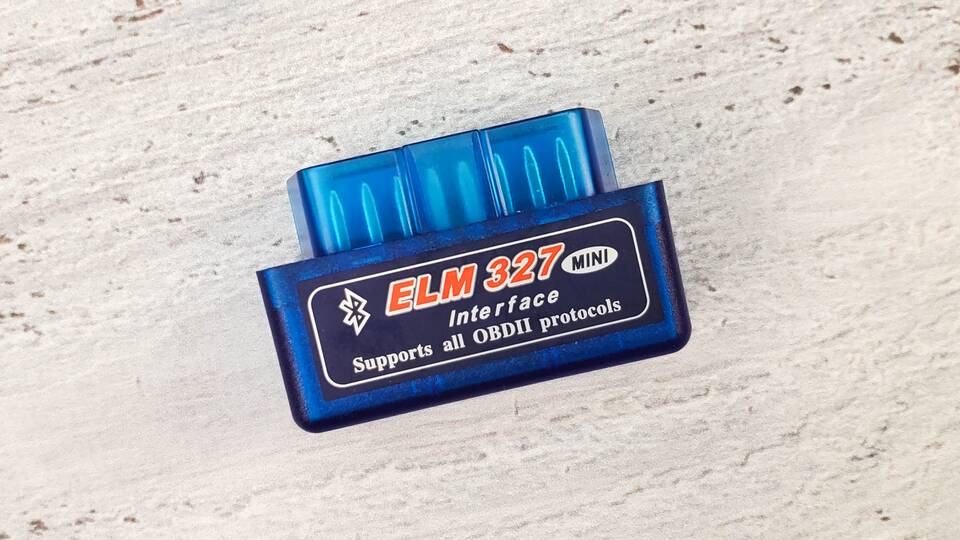 ELM 327 MINI
Interface
Supports all OBDII protocols